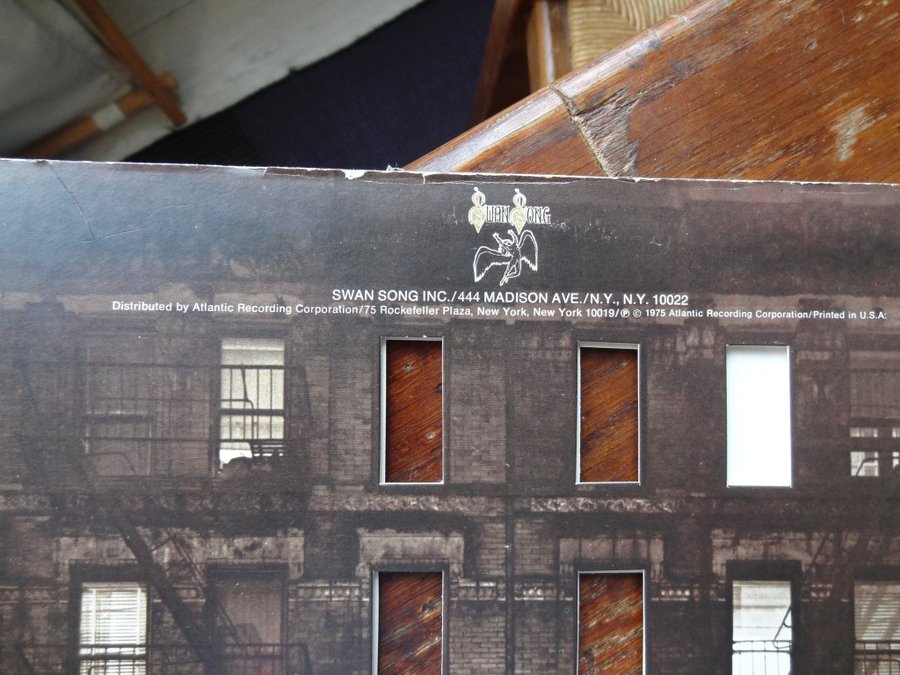 SWAN SONG
SWAN SONG INC./444 MADISON AVE./N.Y., N.Y. 10022
Distributed by Atlantic Recording Corporation/75 Rockefeller Plaza, New York, New York 10019/℗ © 1975 Atlantic Recording Corporation/Printed in U.S.A: